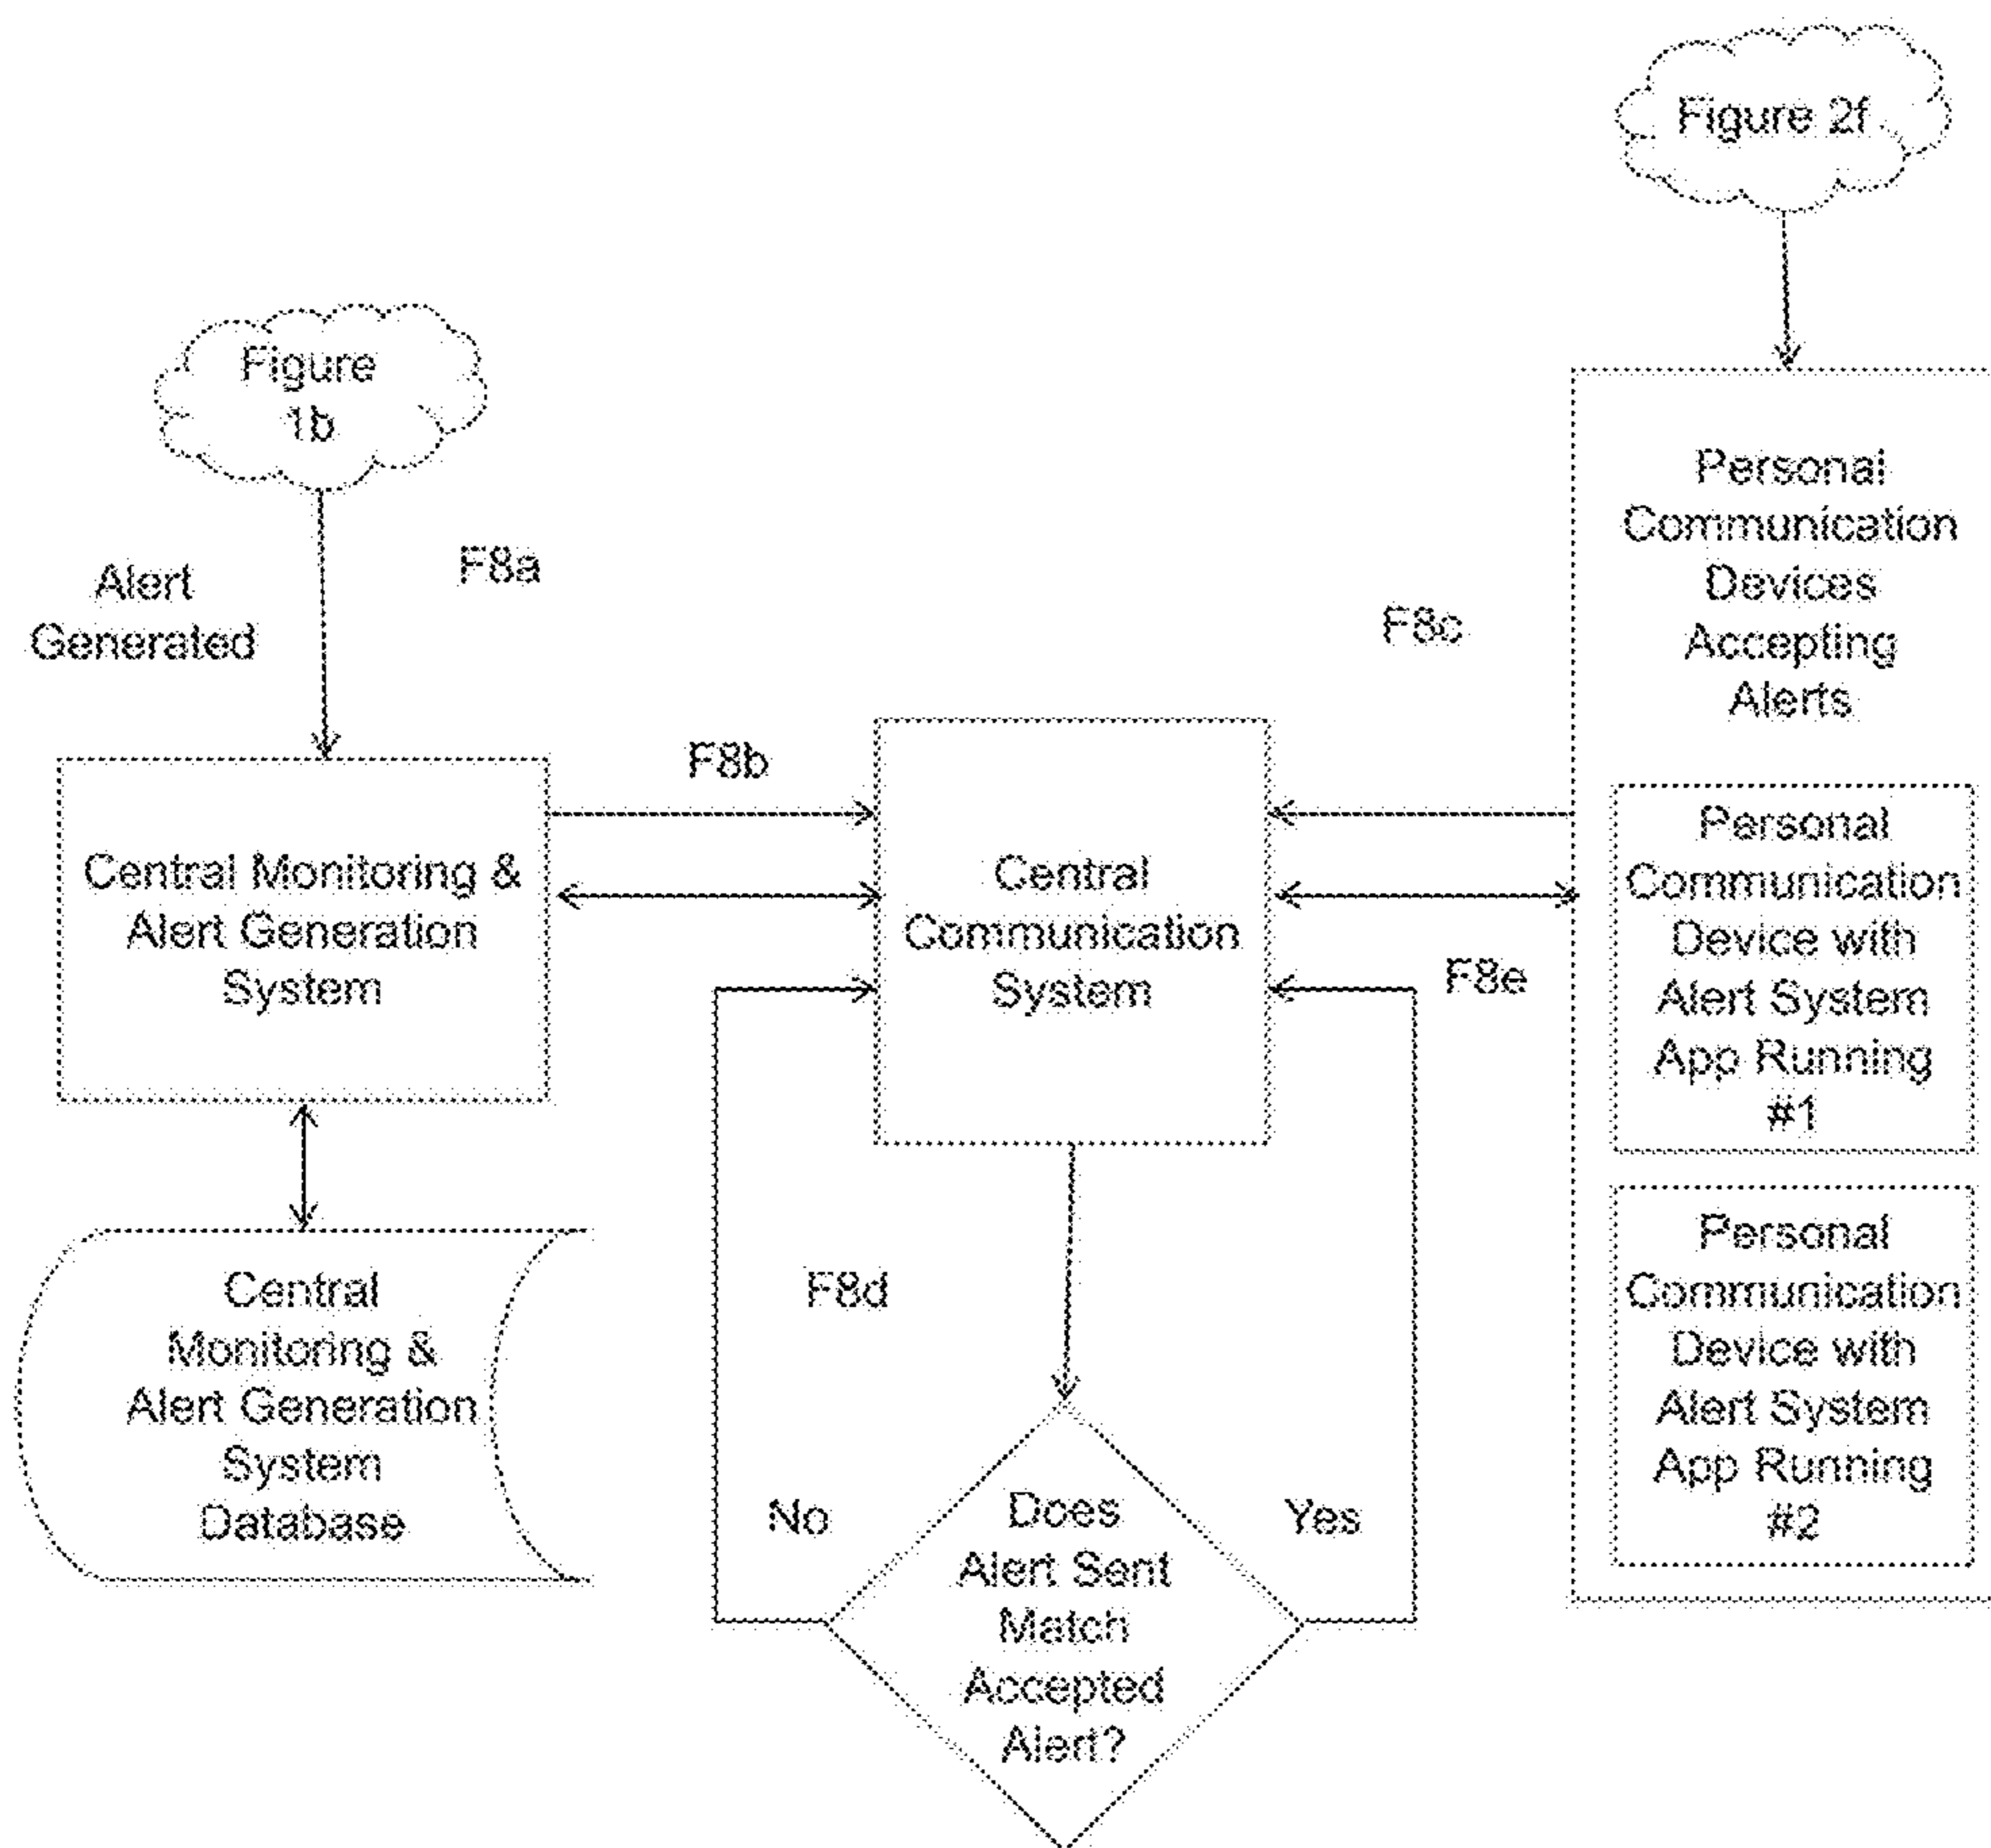 Figure 2f
Figure
1b
Alert
Generated
F8a
F8b
F8c
Personal
Communication
Devices
Accepting
Alerts
Central Monitoring &
Alert Generation
System
Central
Communication
System
F8e
Personal
Communication
Device with
Alert System
App Running
#1
Central
Monitoring &
Alert Generation
System
Database
F8d
No
Does
Alert Sent
Match
Accepted
Alert?
Yes
Personal
Communication
Device with
Alert System
App Running
#2